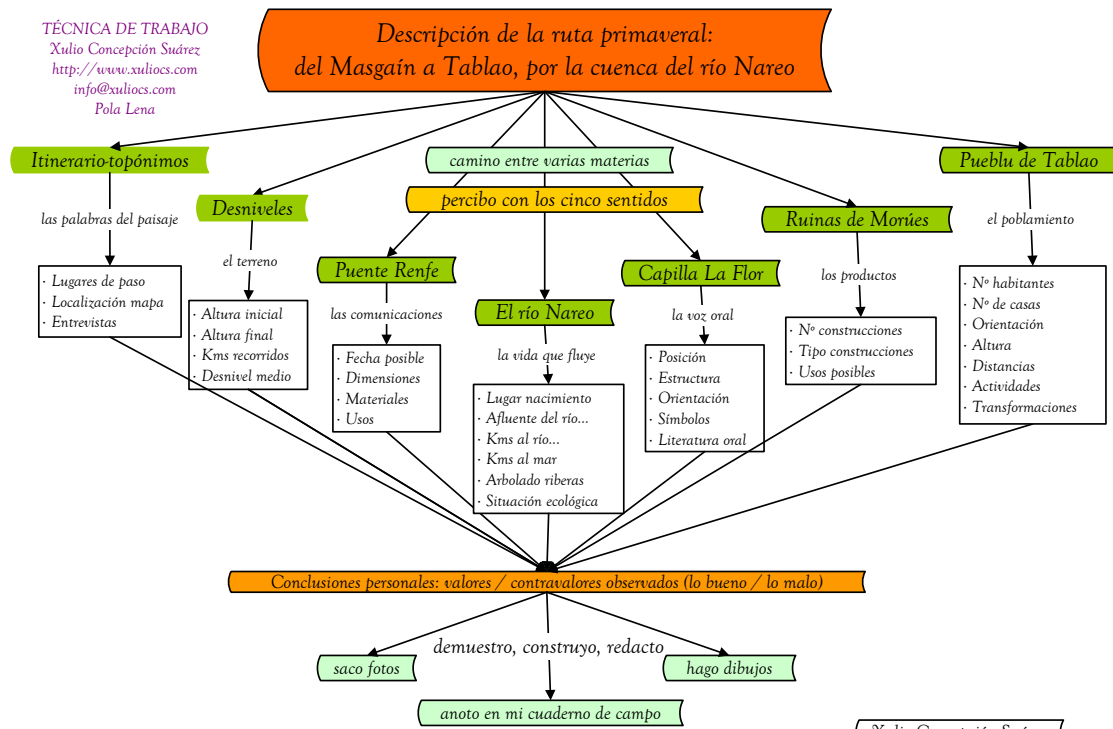 TÉCNICA DE TRABAJO
Xulio Concepción Suárez
http://www.xuliocs.com
info@xuliocs.com
Pola Lena
Descripción de la ruta primaveral:
del Masgaín a Tablao, por la cuenca del río Nareo
Itinerario-topónimos
camino entre varias materias
Pueblu de Tablao
percibo con los cinco sentidos
Desniveles
las palabras del paisaje
Ruinas de Morúes
el poblamiento
el terreno
Puente Renfe
Capilla La Flor
los productos
· Lugares de paso
· Localización mapa
· Entrevistas
· Nº habitantes
· Nº de casas
· Orientación
· Altura
· Distancias
· Actividades
· Transformaciones
las comunicaciones
El río Nareo
la voz oral
· Altura inicial
· Altura final
· Kms recorridos
· Desnivel medio
· Nº construcciones
· Tipo construcciones
· Usos posibles
la vida que fluye
· Fecha posible
· Dimensiones
· Materiales
· Usos
· Posición
· Estructura
· Orientación
· Símbolos
· Literatura oral
· Lugar nacimiento
· Afluente del río...
· Kms al río...
· Kms al mar
· Arbolado riberas
· Situación ecológica
Conclusiones personales: valores / contravalores observados (lo bueno / lo malo)
demuestro, construyo, redacto
saco fotos
hago dibujos
anoto en mi cuaderno de campo
Xulio Concepción Suárez